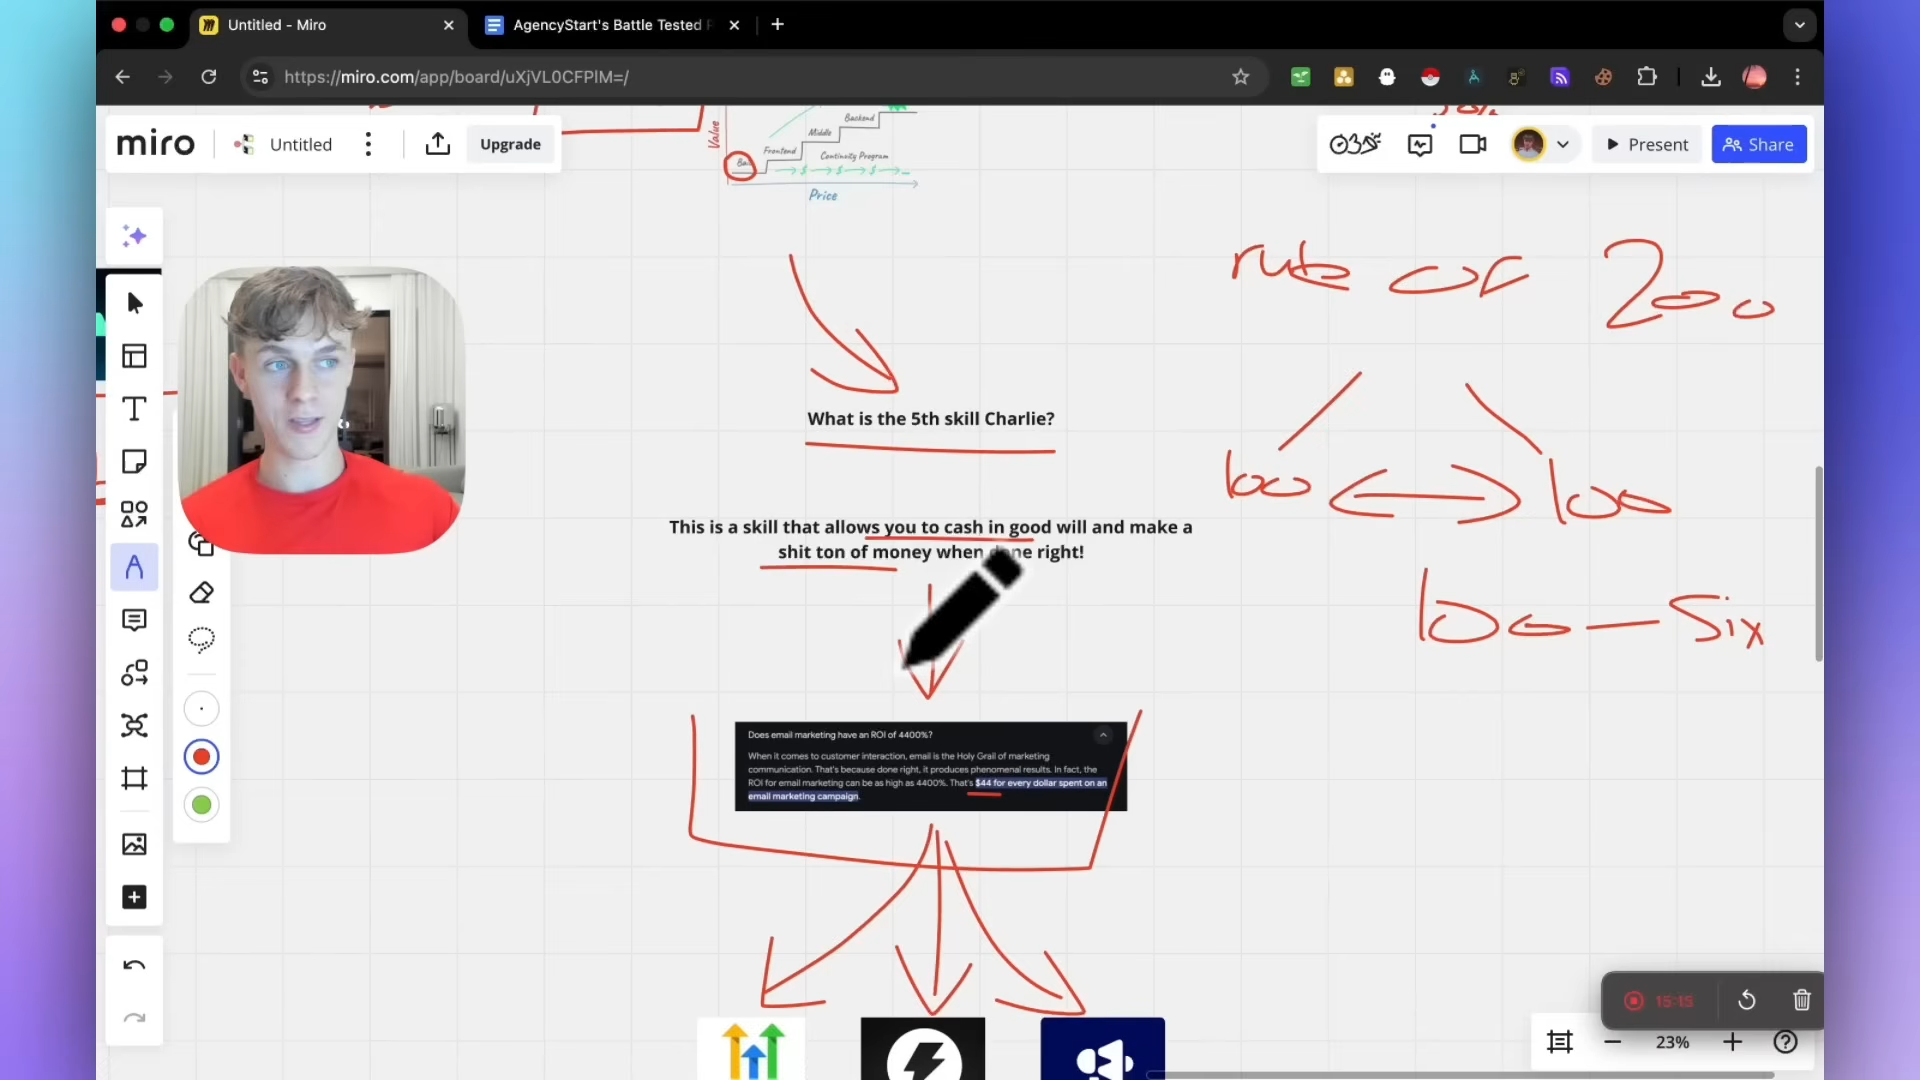 Untitled - Miro
AgencyStart's Battle Tested
https://miro.com/app/board/uXjVL0CFPIM=/
miro
Untitled
Upgrade
Present
Share
Value
Backend
Middle
Frontend
Bai
Continuity Program
$ $ $
Price
rule of 200
What is the 5th skill Charlie?
100
100
This is a skill that allows you to cash in good will and make a
shit ton of money when done right!
100 - Six
Does email marketing have an ROI of 4400%?
When it comes to customer interaction, email is the Holy Grail of marketing
communication. That's because done right, it produces phenomenal results. In fact, the
ROI for email marketing can be as high as 4400%. That's $44 for every dollar spent on an
email marketing campaign.
15:15
23%